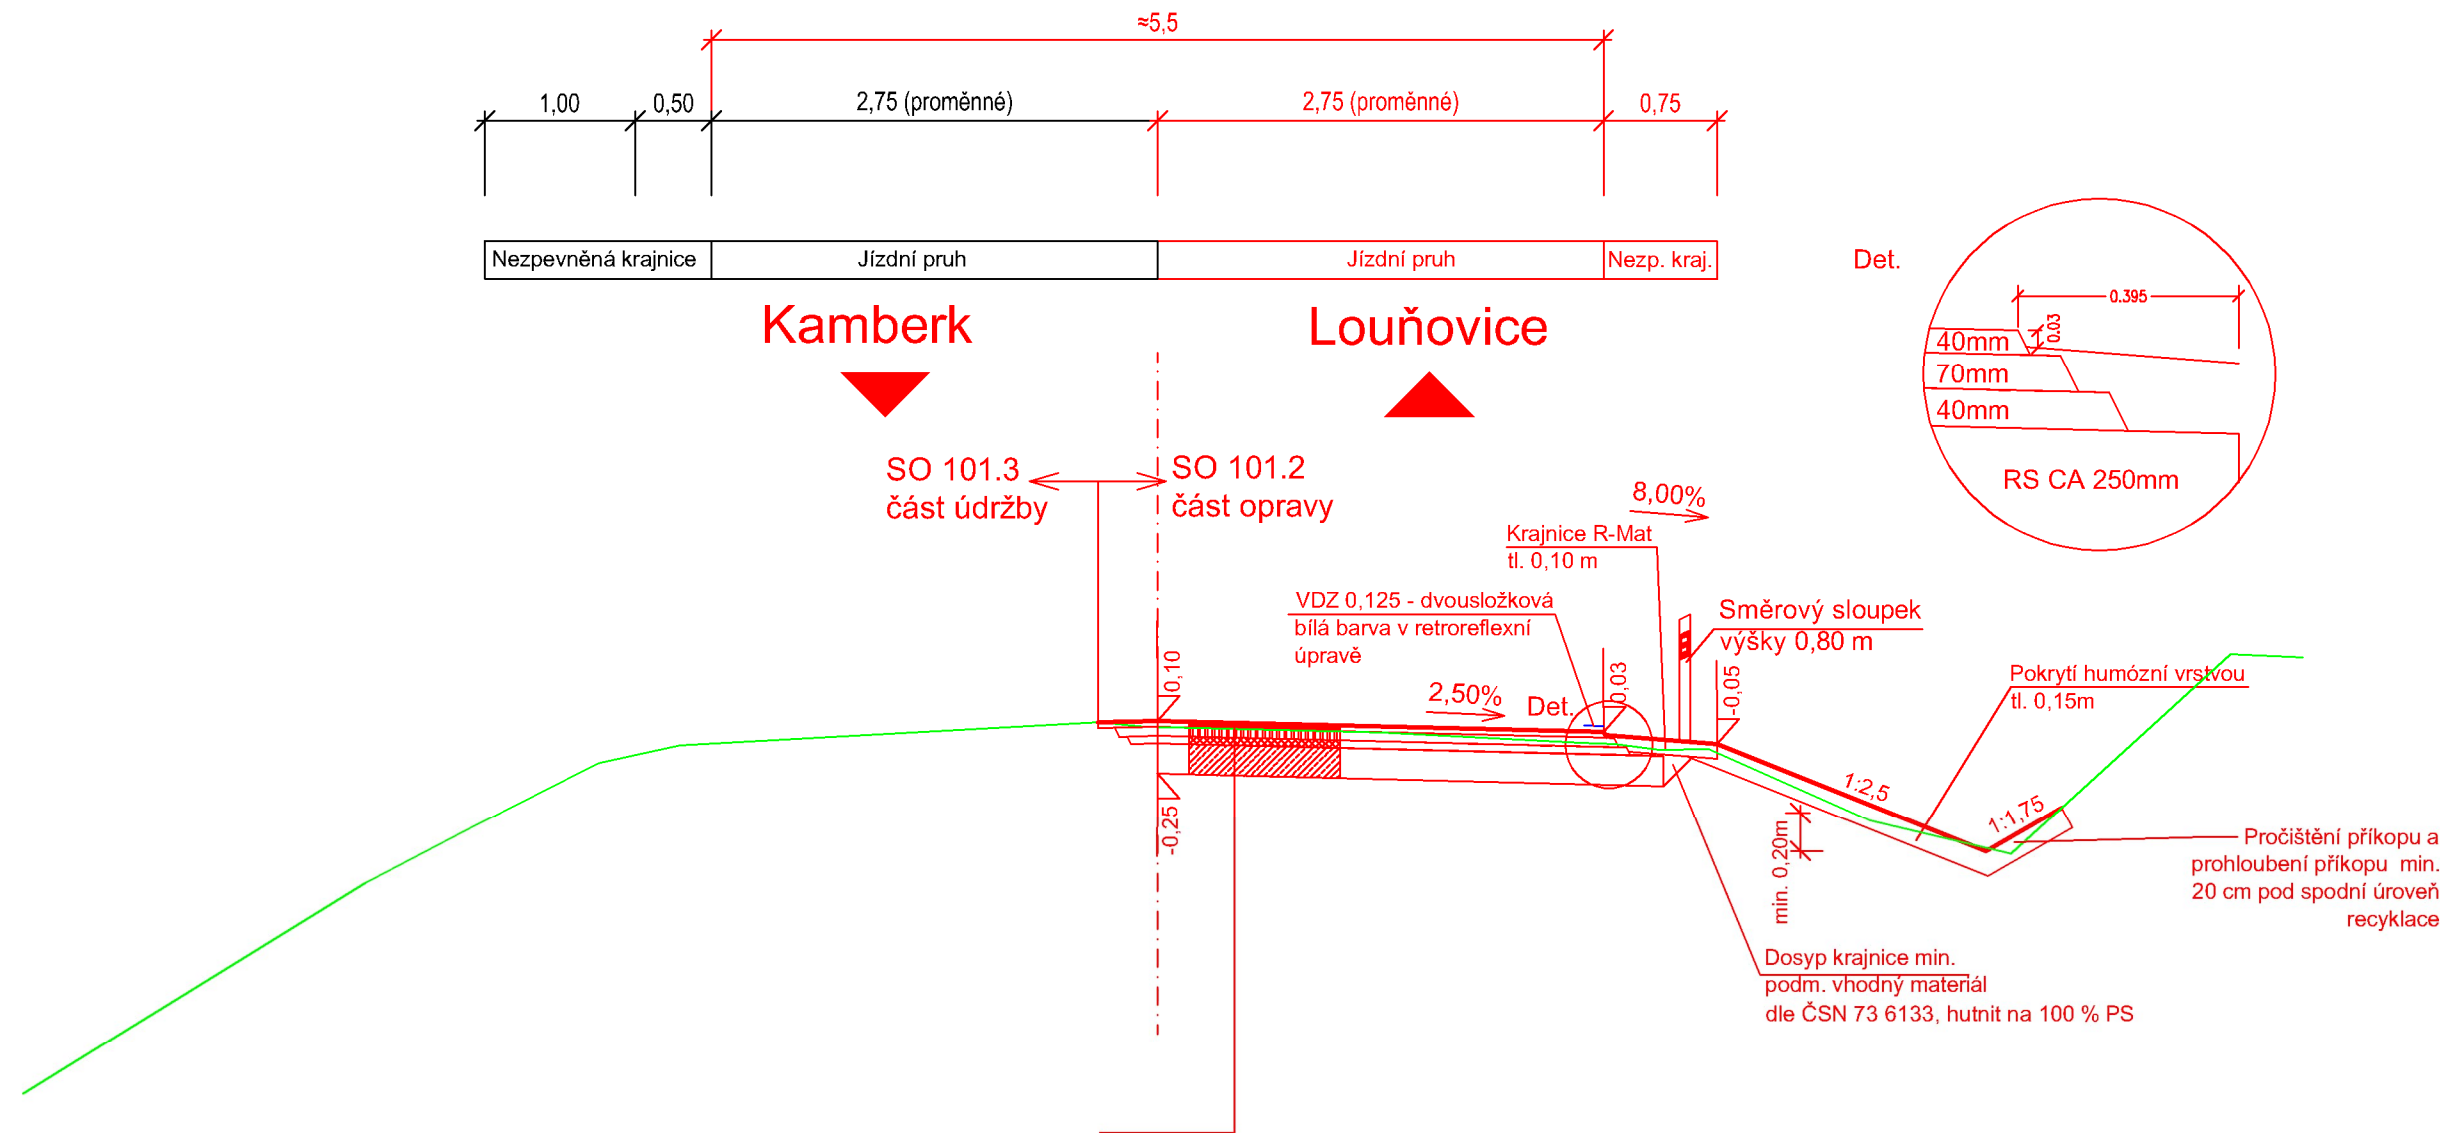 ≈5,5
1,00
0,50
2,75 (proměnné)
2,75 (proměnné)
0,75
Nezpevněná krajnice
Jízdní pruh
Jízdní pruh
Nezp. kraj.
Kamberk
Louňovice
Det.
0.395
0.03
40mm
70mm
40mm
RS CA 250mm
SO 101.3
část údržby
SO 101.2
část opravy
8,00%
Krajnice R-Mat
tl. 0,10 m
VDZ 0,125 - dvousložková
bílá barva v retroreflexní
úpravě
Směrový sloupek
výšky 0,80 m
0,10
2,50%
Det.
0,03
-0,05
Pokrytí humózní vrstvou
tl. 0,15m
-0,25
1:2,5
1:1,75
min. 0,20m
Pročištění příkopu a
prohloubení příkopu min.
20 cm pod spodní úroveň
recyklace
Dosyp krajnice min.
podm. vhodný materiál
dle ČSN 73 6133, hutnit na 100 % PS